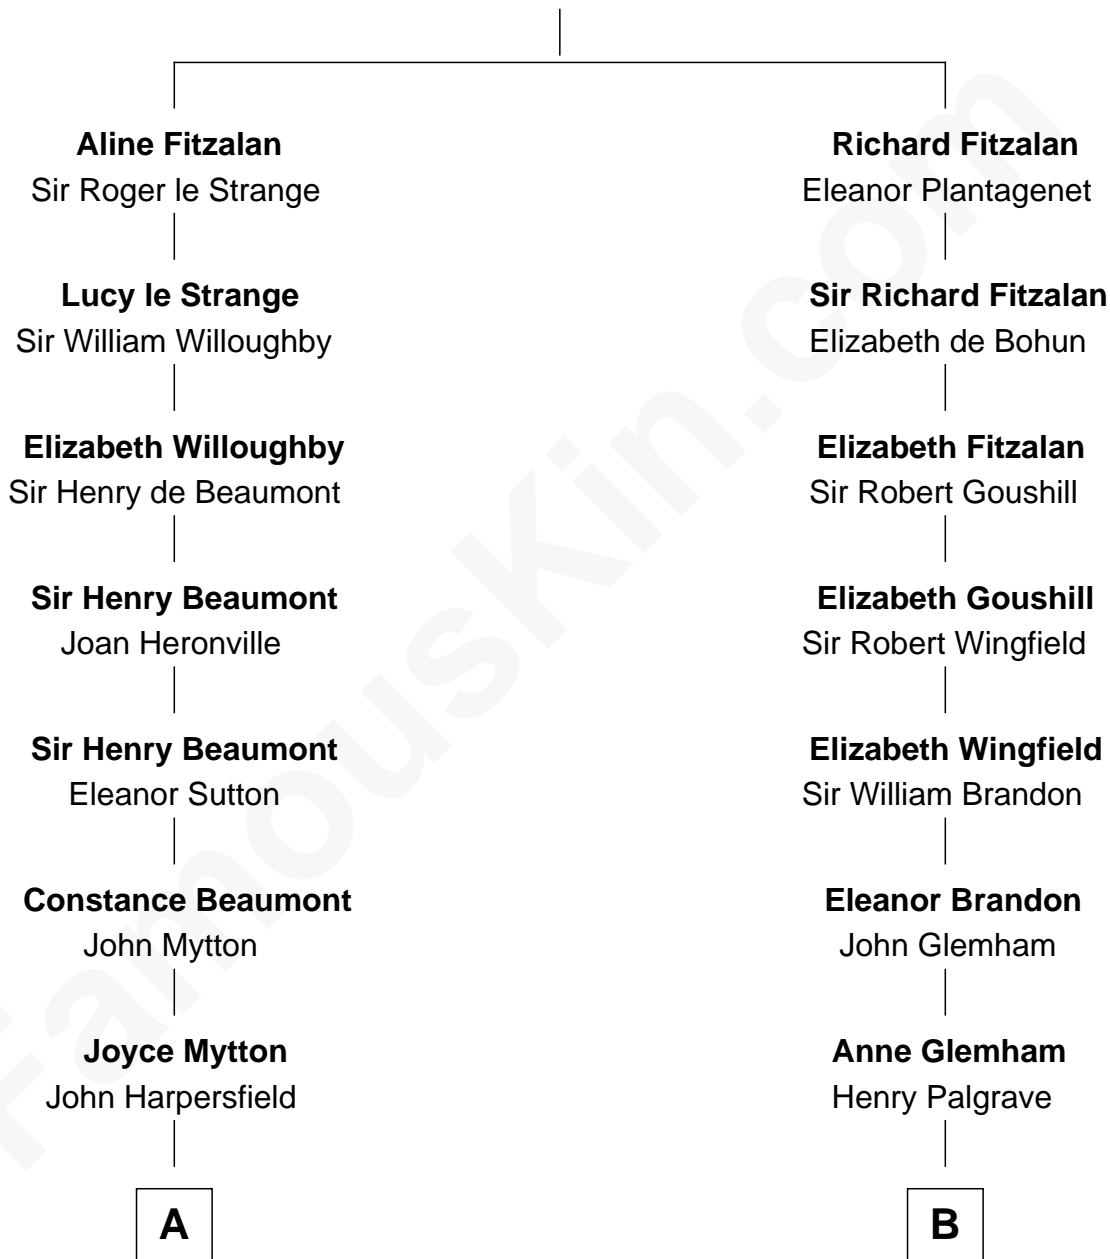 Aline Fitzalan
Sir Roger le Strange
Lucy le Strange
Sir William Willoughby
Elizabeth Willoughby
Sir Henry de Beaumont
Sir Henry Beaumont
Joan Heronville
Sir Henry Beaumont
Eleanor Sutton
Constance Beaumont
John Mytton
Joyce Mytton
John Harpersfield
A
Richard Fitzalan
Eleanor Plantagenet
Sir Richard Fitzalan
Elizabeth de Bohun
Elizabeth Fitzalan
Sir Robert Goushill
Elizabeth Goushill
Sir Robert Wingfield
Elizabeth Wingfield
Sir William Brandon
Eleanor Brandon
John Glemham
Anne Glemham
Henry Palgrave
B
FamousKin.com